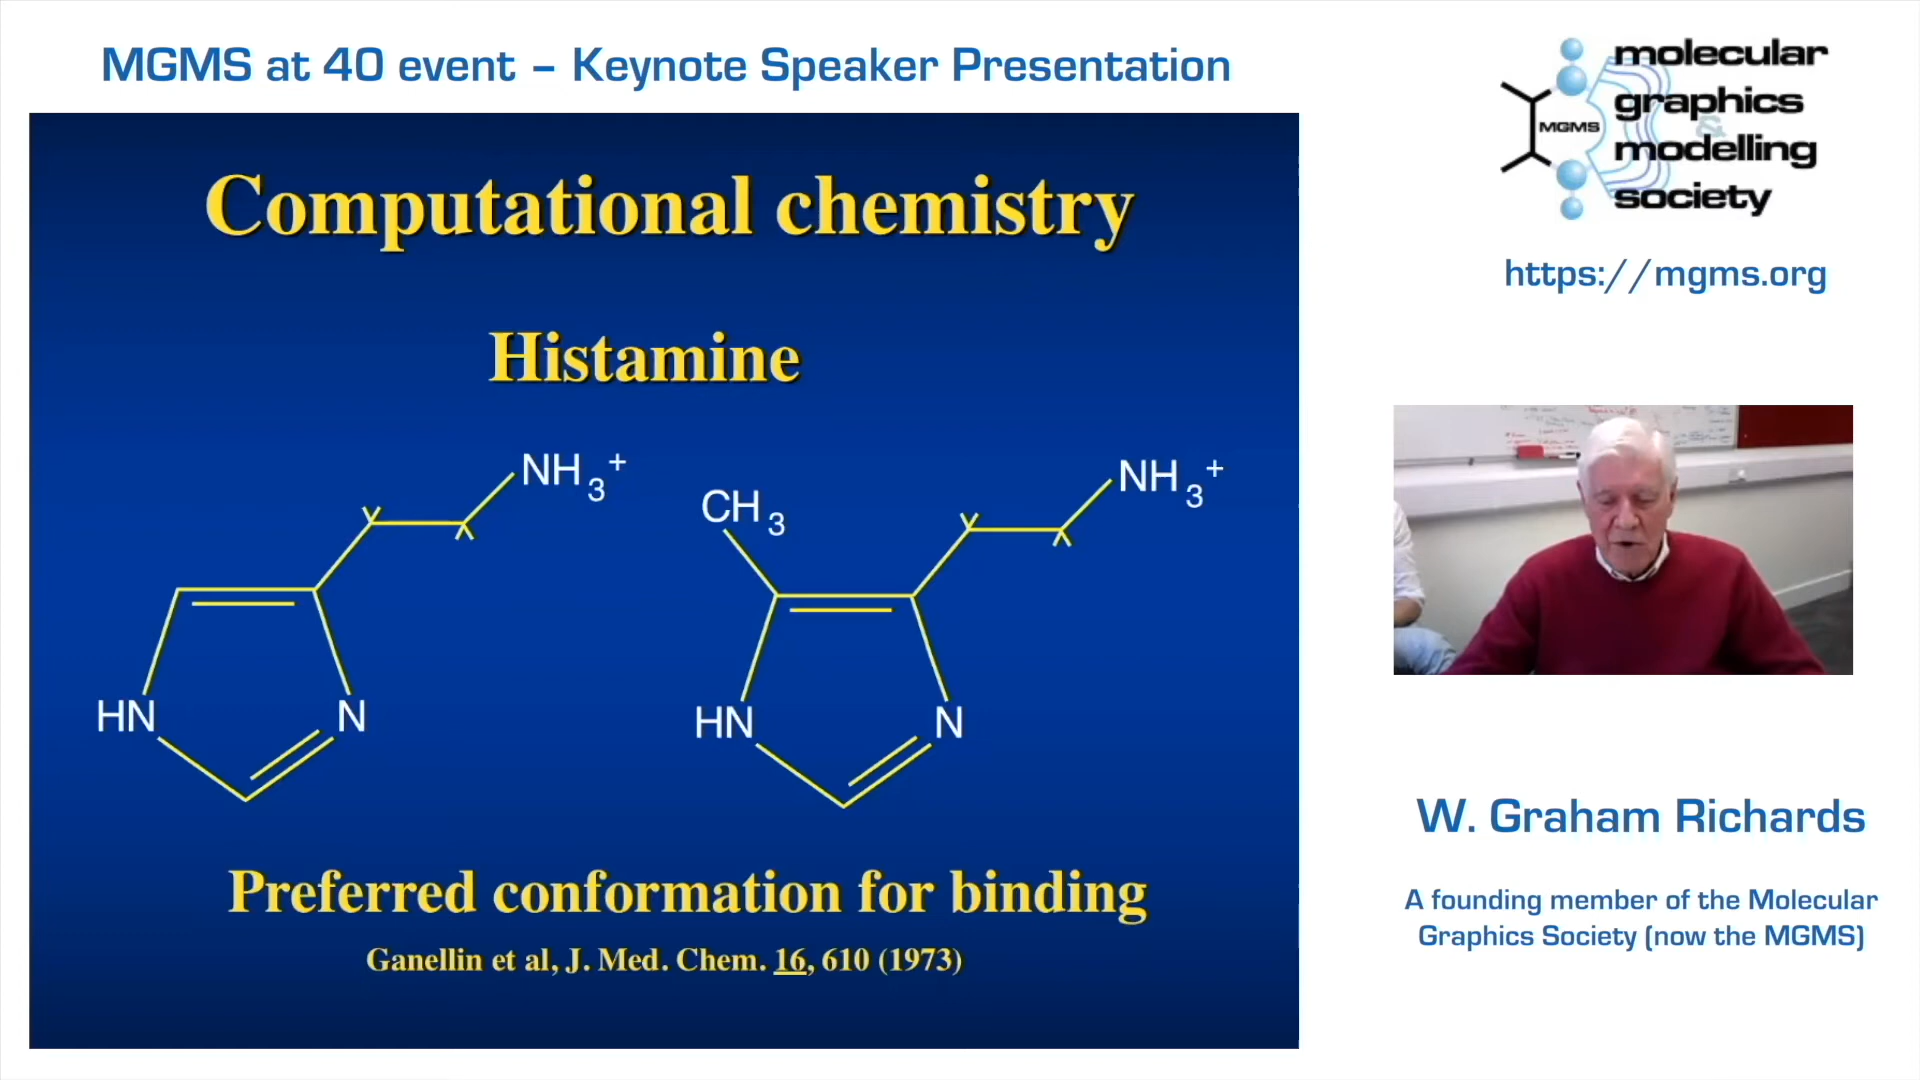 MGMS at 40 event – Keynote Speaker Presentation
Computational chemistry
Histamine
NH3+
HN
N
CH3
NH3+
HN
N
Preferred conformation for binding
Ganellin et al, J. Med. Chem. 16, 610 (1973)
molecular
graphics
&
modelling
society
MGMS
https://mgms.org
W. Graham Richards
A founding member of the Molecular
Graphics Society (now the MGMS)